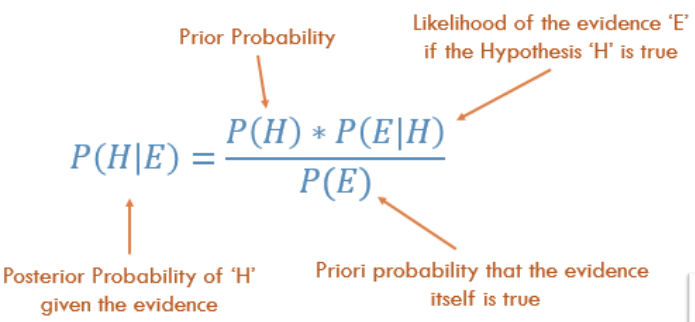 Likelihood of the evidence ‘E’
if the Hypothesis ‘H’ is true
Prior Probability
P(H|E) = P(H) * P(E|H)
P(E)
Posterior Probability of ‘H’
given the evidence
Priori probability that the evidence
itself is true